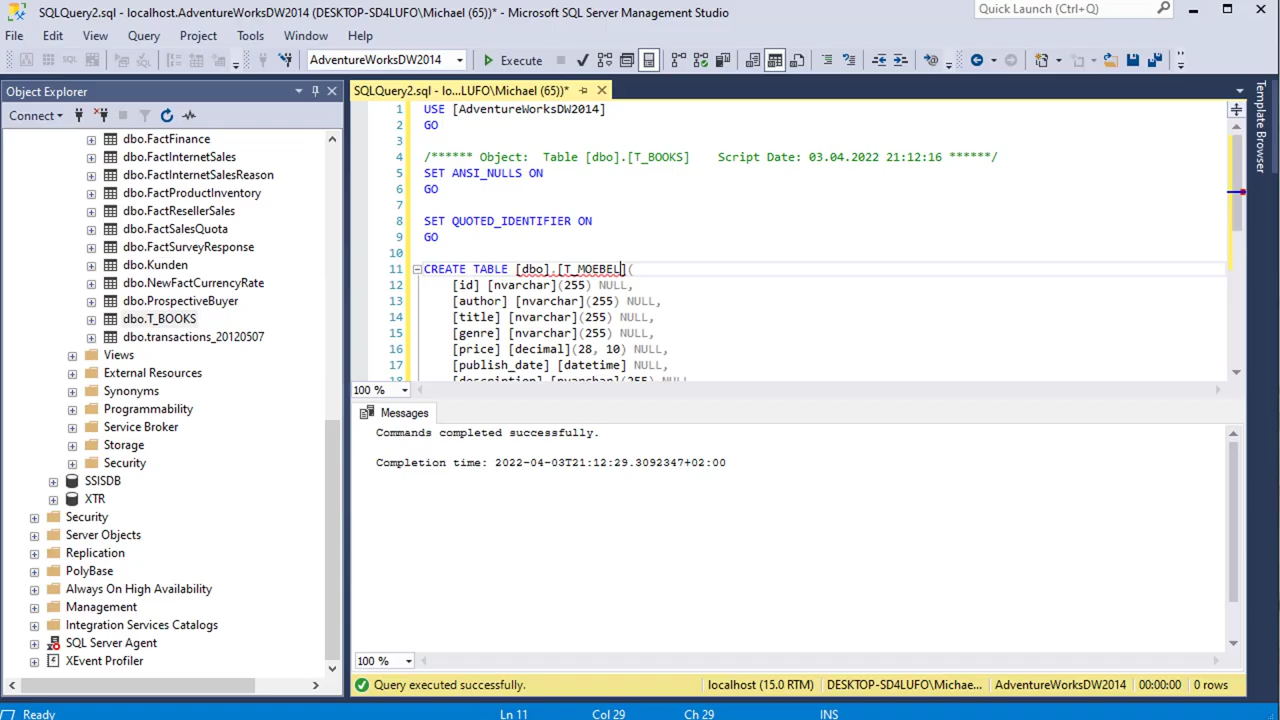 SQLQuery2.sql - localhost.AdventureWorksDW2014 (DESKTOP-SD4LUFO\Michael (65))* - Microsoft SQL Server Management Studio
Quick Launch (Ctrl+Q)
File Edit View Query Project Tools Window Help
AdventureWorksDW2014
Execute
Object Explorer
Connect
dbo.FactFinance
dbo.FactInternetSales
dbo.FactInternetSalesReason
dbo.FactProductInventory
dbo.FactResellerSales
dbo.FactSalesQuota
dbo.FactSurveyResponse
dbo.Kunden
dbo.NewFactCurrencyRate
dbo.ProspectiveBuyer
dbo.T_BOOKS
dbo.transactions_20120507
Views
External Resources
Synonyms
Programmability
Service Broker
Storage
Security
SSISDB
XTR
Security
Server Objects
Replication
PolyBase
Always On High Availability
Management
Integration Services Catalogs
SQL Server Agent
XEvent Profiler
SQLQuery2.sql - lo...LUFO\Michael (65))*
1 USE [AdventureWorksDW2014]
2 GO
3
4 /****** Object:  Table [dbo].[T_BOOKS]    Script Date: 03.04.2022 21:12:16 ******/
5 SET ANSI_NULLS ON
6 GO
7
8 SET QUOTED_IDENTIFIER ON
9 GO
10
11 CREATE TABLE [dbo].[T_MOEBEL](
12 [id] [nvarchar](255) NULL,
13 [author] [nvarchar](255) NULL,
14 [title] [nvarchar](255) NULL,
15 [genre] [nvarchar](255) NULL,
16 [price] [decimal](28, 10) NULL,
17 [publish_date] [datetime] NULL,
18 [description] [nvarchar](255) NULL
100 %
Messages
Commands completed successfully.
Completion time: 2022-04-03T21:12:29.3092347+02:00
100 %
Query executed successfully.
localhost (15.0 RTM) DESKTOP-SD4LUFO\Michae... AdventureWorksDW2014 00:00:00 0 rows
Template Browser
Ready Ln 11 Col 29 Ch 29 INS